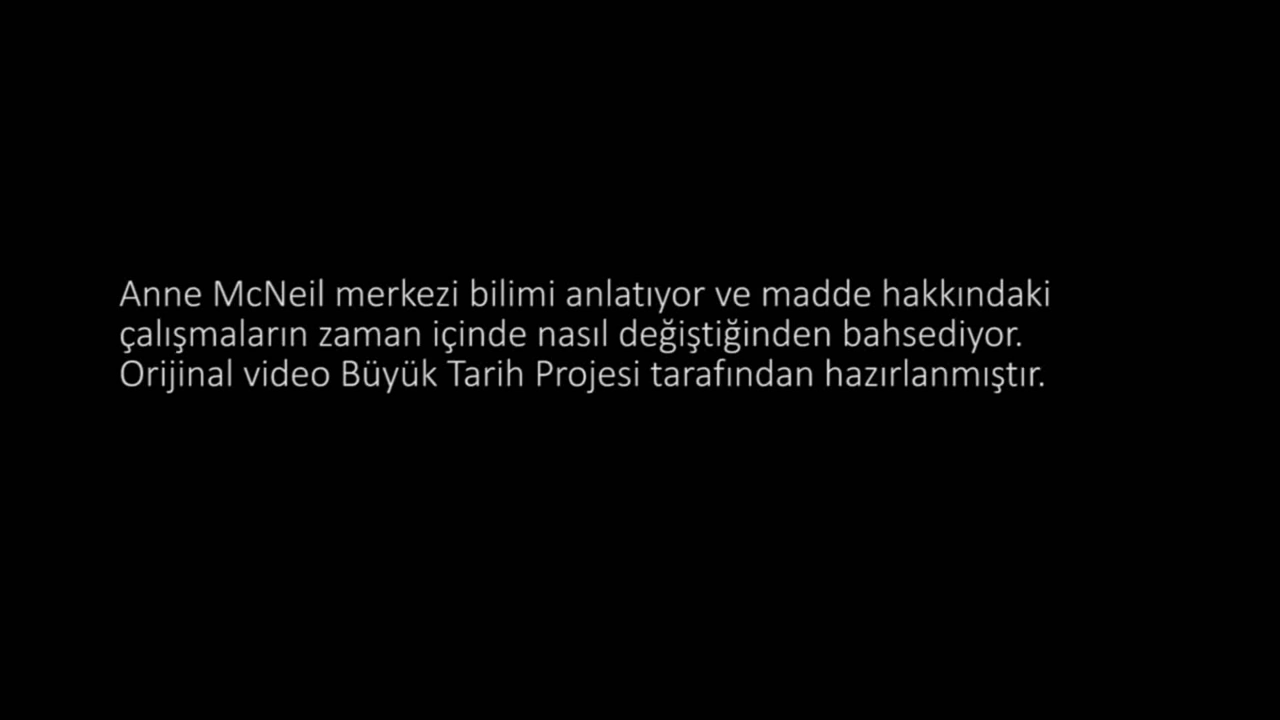 Anne McNeil merkezi bilimi anlatıyor ve madde hakkındaki
çalışmaların zaman içinde nasıl değiştiğinden bahsediyor.
Orijinal video Büyük Tarih Projesi tarafından hazırlanmıştır.